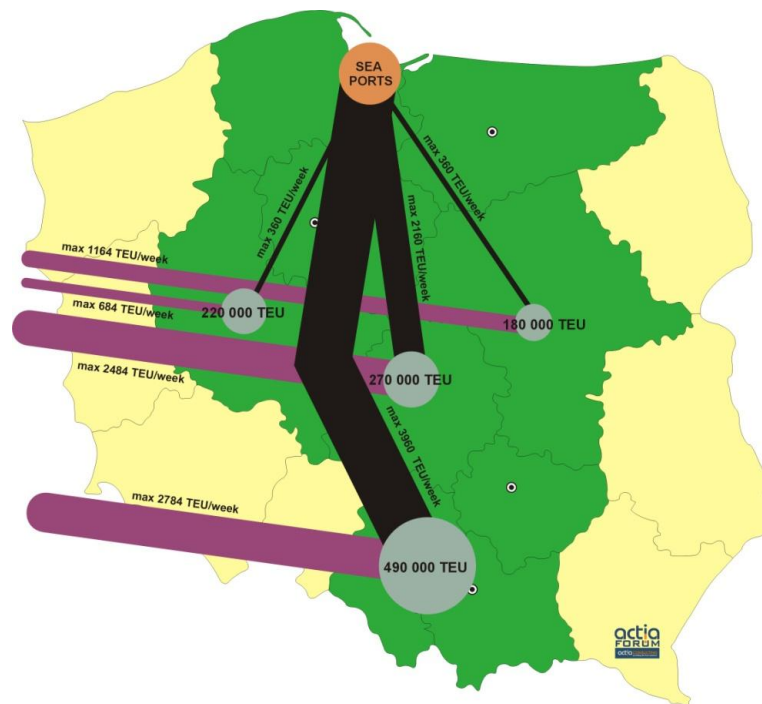 SEA
PORTS
max 360 TEU/week
max 360 TEU/week
max 2160 TEU/week
max 1164 TEU/week
max 684 TEU/week
220 000 TEU
180 000 TEU
max 2484 TEU/week
270 000 TEU
max 3960 TEU/week
max 2784 TEU/week
490 000 TEU
actia
FORUM